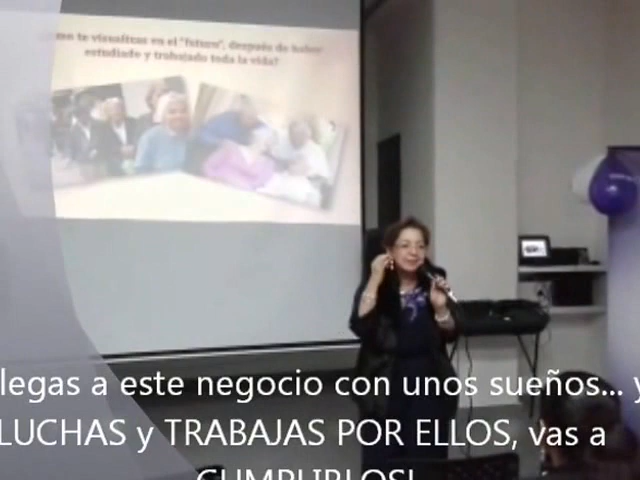 te visualizas en el "futuro", después de haber
estudiado y trabajado toda la vida?
legas a este negocio con unos sueños... y
LUCHAS y TRABAJAS POR ELLOS, vas a
CUMPLIRLOS!